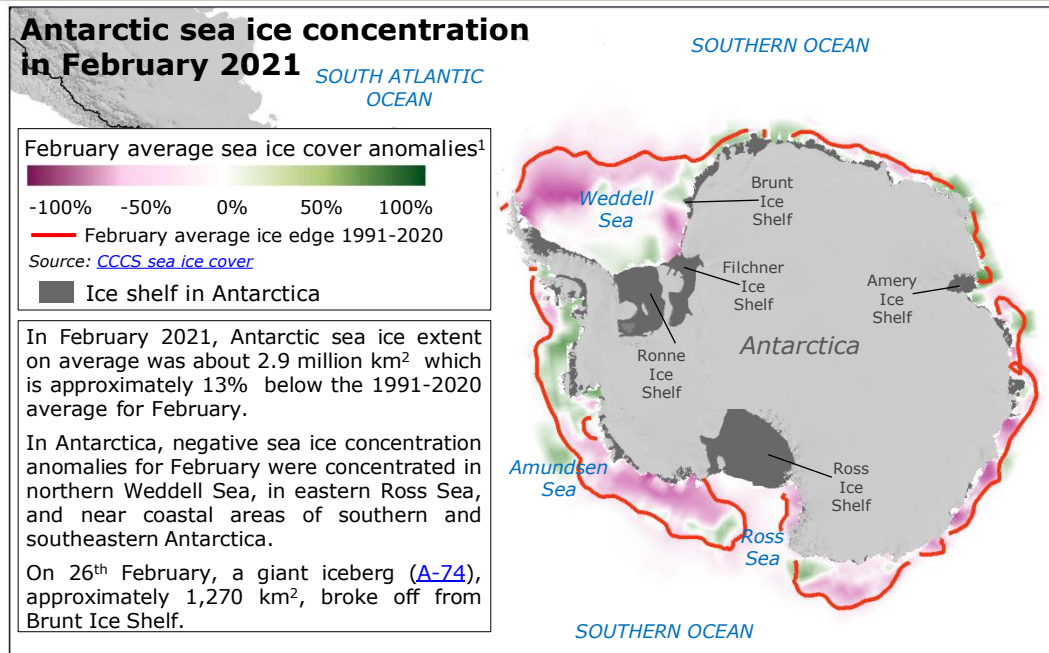 Antarctic sea ice concentration
in February 2021
SOUTHERN OCEAN
SOUTH ATLANTIC
OCEAN
February average sea ice cover anomalies¹
-100% -50% 0% 50% 100%
February average ice edge 1991-2020
Source: CCCS sea ice cover
Ice shelf in Antarctica
In February 2021, Antarctic sea ice extent
on average was about 2.9 million km² which
is approximately 13% below the 1991-2020
average for February.
In Antarctica, negative sea ice concentration
anomalies for February were concentrated in
northern Weddell Sea, in eastern Ross Sea,
and near coastal areas of southern and
southeastern Antarctica.
On 26th February, a giant iceberg (A-74),
approximately 1,270 km², broke off from
Brunt Ice Shelf.
Weddell
Sea
Brunt
Ice
Shelf
Filchner
Ice
Shelf
Amery
Ice
Shelf
Ronne
Ice
Shelf
Antarctica
Amundsen
Sea
Ross
Ice
Shelf
Ross
Sea
SOUTHERN OCEAN